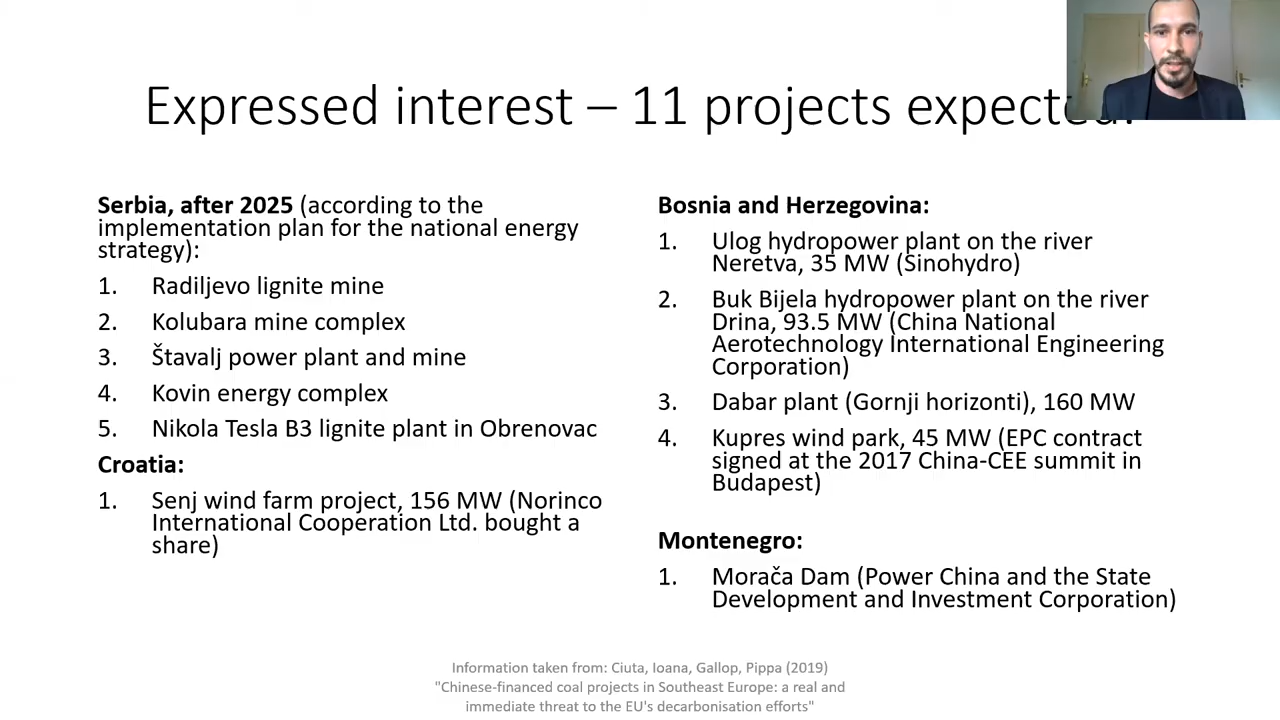 Expressed interest – 11 projects expected:
Serbia, after 2025 (according to the
implementation plan for the national energy
strategy):
1. Radiljevo lignite mine
2. Kolubara mine complex
3. Štavalj power plant and mine
4. Kovin energy complex
5. Nikola Tesla B3 lignite plant in Obrenovac
Croatia:
1. Senj wind farm project, 156 MW (Norinco
International Cooperation Ltd. bought a
share)
Bosnia and Herzegovina:
1. Ulog hydropower plant on the river
Neretva, 35 MW (Sinohydro)
2. Buk Bijela hydropower plant on the river
Drina, 93.5 MW (China National
Aerotechnology International Engineering
Corporation)
3. Dabar plant (Gornji horizonti), 160 MW
4. Kupres wind park, 45 MW (EPC contract
signed at the 2017 China-CEE summit in
Budapest)
Montenegro:
1. Morača Dam (Power China and the State
Development and Investment Corporation)
Information taken from: Ciuta, Ioana, Gallop, Pippa (2019)
"Chinese-financed coal projects in Southeast Europe: a real and
immediate threat to the EU's decarbonisation efforts"